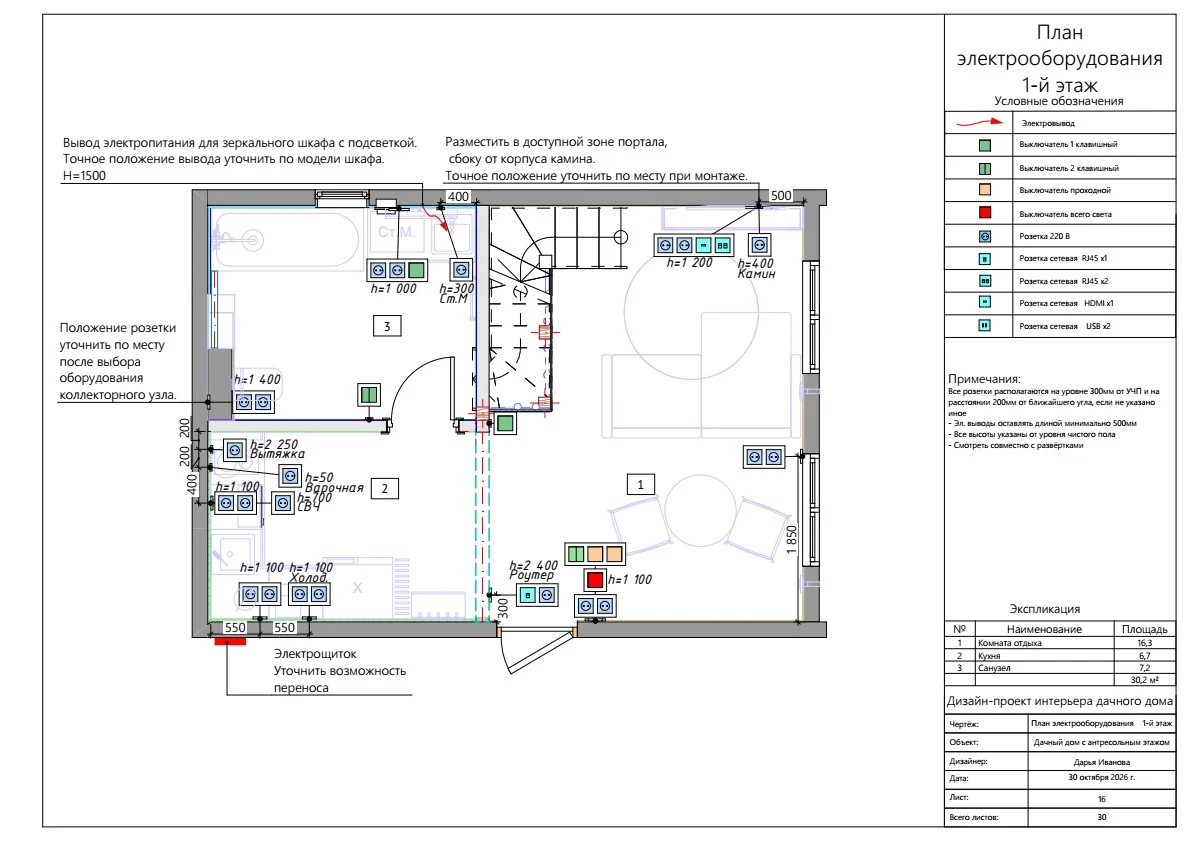 План
электрооборудования
1-й этаж
Условные обозначения
Электровывод
Выключатель 1 клавишный
Выключатель 2 клавишный
Выключатель проходной
Выключатель всего света
Розетка 220 В
Розетка сетевая RJ45 x1
Розетка сетевая RJ45 x2
Розетка сетевая HDMI x1
Розетка сетевая USB x2
Примечания:
Все розетки располагаются на уровне 300мм от УЧП и на
расстоянии 200мм от ближайшего угла, если не указано
иное
- Эл. выводы оставлять длиной минимально 500мм
- Все высоты указаны от уровня чистого пола
- Смотреть совместно с развёртками
Вывод электропитания для зеркального шкафа с подсветкой.
Точное положение вывода уточнить по модели шкафа.
H=1500
Разместить в доступной зоне портала,
сбоку от корпуса камина.
Точное положение уточнить по месту при монтаже.
400
500
Ст.М.
h=1 000
h=300
Ст.М
h=1 200
h=400
Камин
3
Положение розетки
уточнить по месту
после выбора
оборудования
коллекторного узла.
h=1 400
200
200
400
h=2 250
Вытяжка
h=50
Варочная
h=1 100
h=700
СВЧ
2
1
1 850
h=1 100
h=1 100
Холод.
X
h=2 400
Роутер
h=1 100
300
550
550
Электрощиток
Уточнить возможность
переноса
Экспликация
№ Наименование Площадь
1 Комната отдыха 16,3
2 Кухня 6,7
3 Санузел 7,2
30,2 м²
Дизайн-проект интерьера дачного дома
Чертёж: План электрооборудования 1-й этаж
Объект: Дачный дом с антресольным этажом
Дизайнер: Дарья Иванова
Дата: 30 октября 2026 г.
Лист: 16
Всего листов: 30